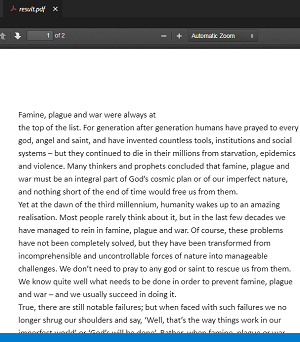 result.pdf
1 of 2
Automatic Zoom
Famine, plague and war were always at
the top of the list. For generation after generation humans have prayed to every
god, angel and saint, and have invented countless tools, institutions and social
systems – but they continued to die in their millions from starvation, epidemics
and violence. Many thinkers and prophets concluded that famine, plague and
war must be an integral part of God's cosmic plan or of our imperfect nature,
and nothing short of the end of time would free us from them.
Yet at the dawn of the third millennium, humanity wakes up to an amazing
realisation. Most people rarely think about it, but in the last few decades we
have managed to rein in famine, plague and war. Of course, these problems
have not been completely solved, but they have been transformed from
incomprehensible and uncontrollable forces of nature into manageable
challenges. We don't need to pray to any god or saint to rescue us from them.
We know quite well what needs to be done in order to prevent famine, plague
and war – and we usually succeed in doing it.
True, there are still notable failures; but when faced with such failures we no
longer shrug our shoulders and say, 'Well, that's the way things work in our
imperfect world' or 'God's will be done'. Rather, when famine, plague or war